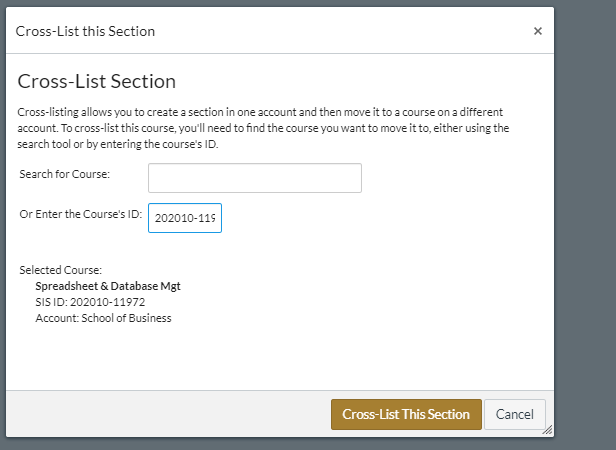 Cross-List this Section ×
Cross-List Section
Cross-listing allows you to create a section in one account and then move it to a course on a different
account. To cross-list this course, you'll need to find the course you want to move it to, either using the
search tool or by entering the course's ID.
Search for Course:
Or Enter the Course's ID: 202010-119
Selected Course:
Spreadsheet & Database Mgt
SIS ID: 202010-11972
Account: School of Business
Cross-List This Section Cancel